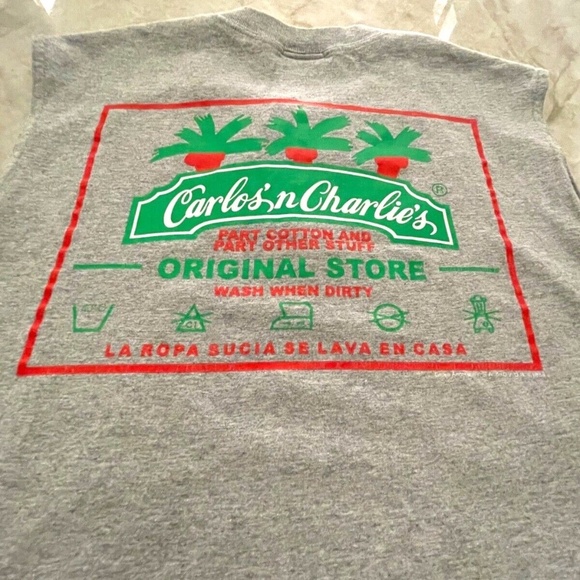 Carlos'n Charlie's ®
PART COTTON AND
PART OTHER STUFF
ORIGINAL STORE
WASH WHEN DIRTY
CL
LA ROPA SUCIA SE LAVA EN CASA